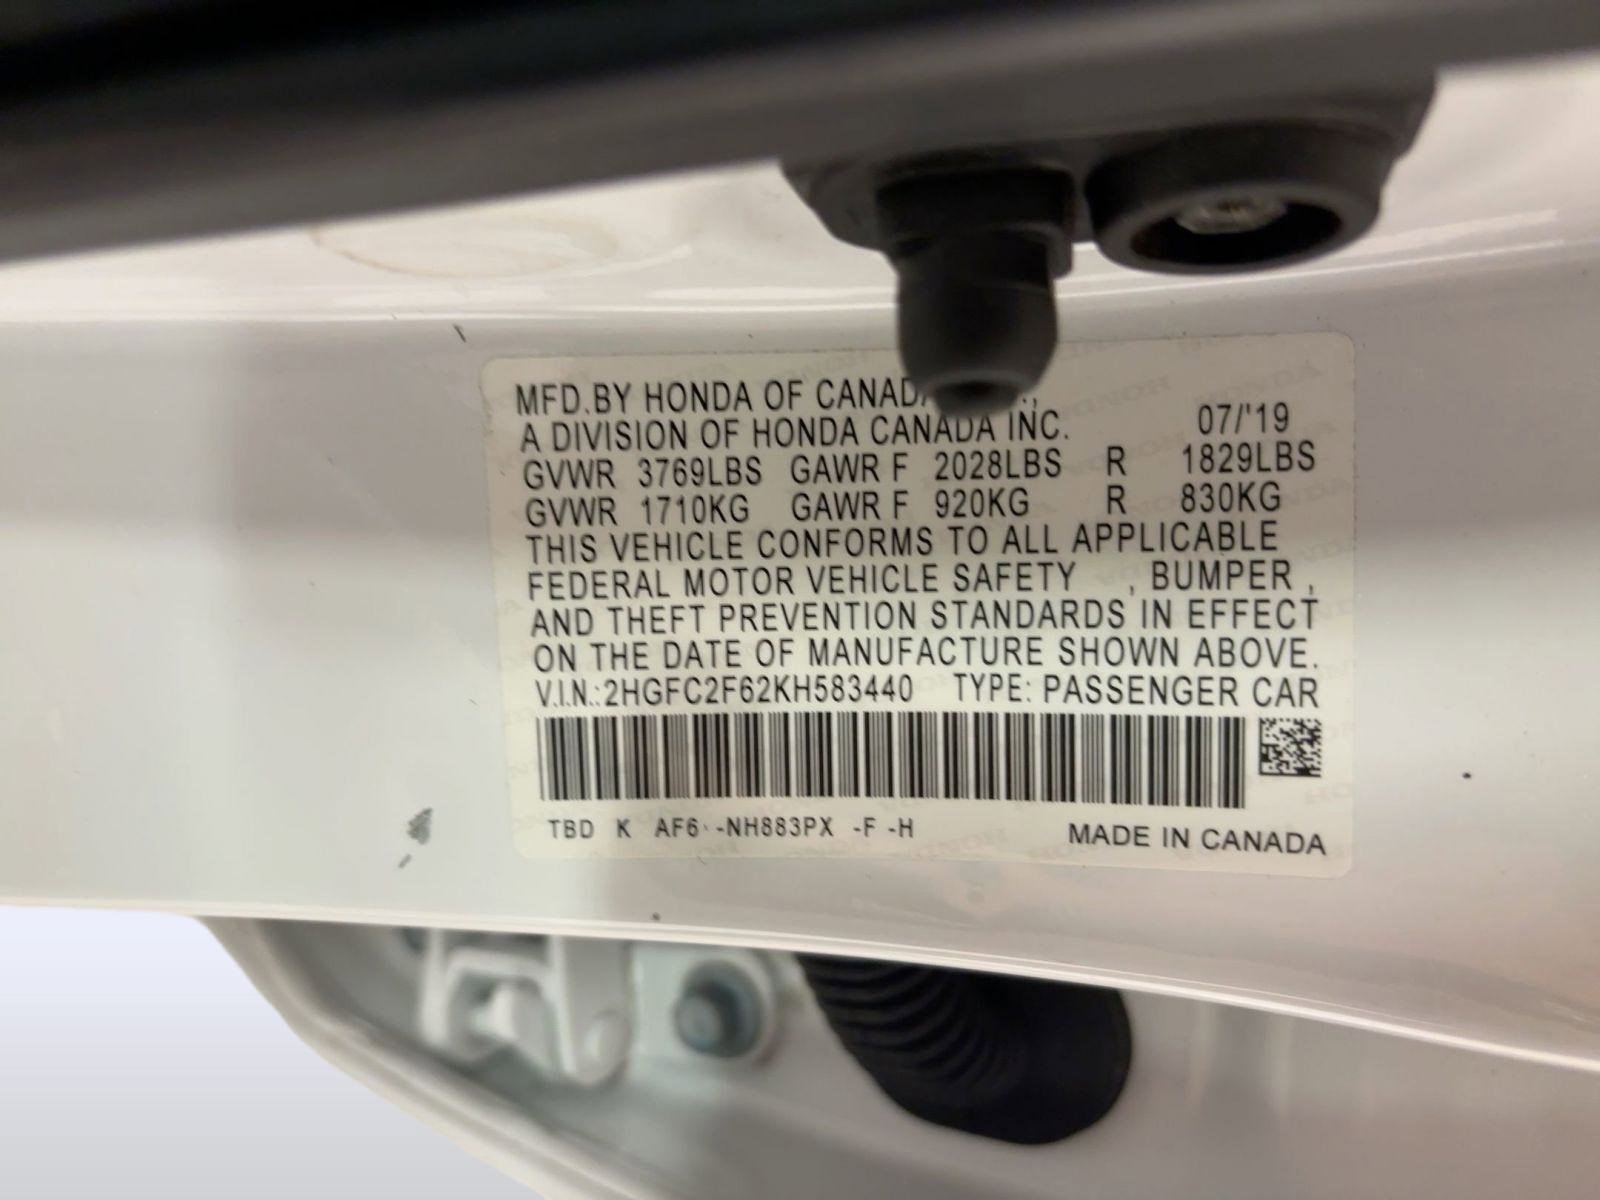 MFD.BY HONDA OF CANADA
A DIVISION OF HONDA CANADA INC. 07/'19
GVWR 3769LBS GAWR F 2028LBS R 1829LBS
GVWR 1710KG GAWR F 920KG R 830KG
THIS VEHICLE CONFORMS TO ALL APPLICABLE
FEDERAL MOTOR VEHICLE SAFETY , BUMPER ,
AND THEFT PREVENTION STANDARDS IN EFFECT
ON THE DATE OF MANUFACTURE SHOWN ABOVE.
V.I.N.:2HGFC2F62KH583440 TYPE: PASSENGER CAR
TBD K AF6 -NH883PX -F -H MADE IN CANADA